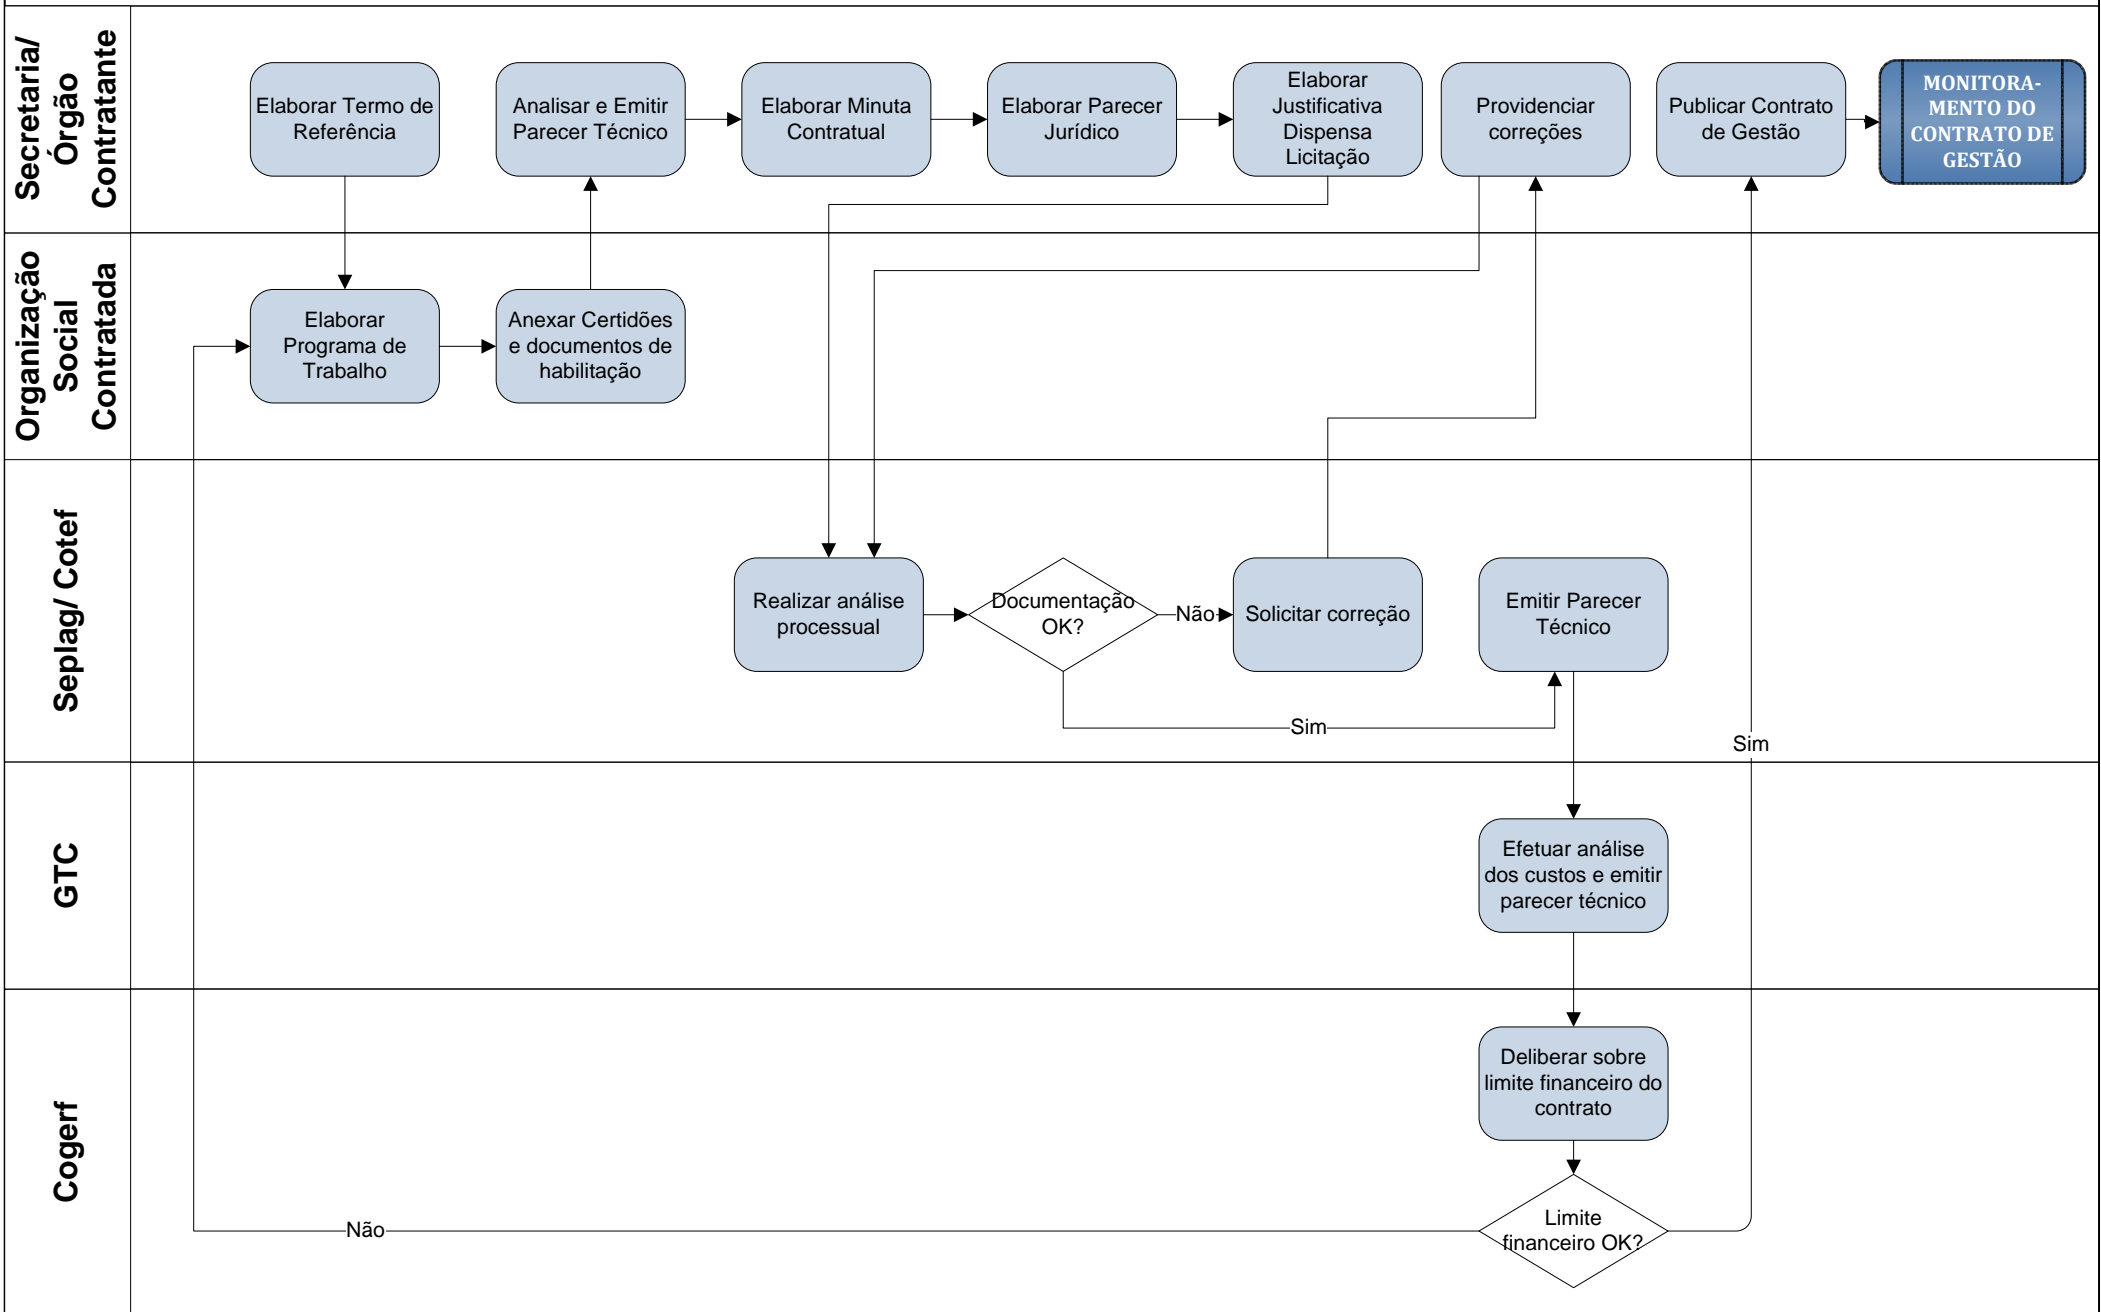 Secretaria/
Órgão
Contratante
Elaborar Termo de
Referência
Analisar e Emitir
Parecer Técnico
Elaborar Minuta
Contratual
Elaborar Parecer
Jurídico
Elaborar
Justificativa
Dispensa
Licitação
Providenciar
correções
Publicar Contrato
de Gestão
MONITORA-
MENTO DO
CONTRATO DE
GESTÃO
Organização
Social
Contratada
Elaborar
Programa de
Trabalho
Anexar Certidões
e documentos de
habilitação
Seplag/ Cotef
Realizar análise
processual
Documentação
OK?
Não
Solicitar correção
Emitir Parecer
Técnico
Sim
Sim
GTC
Efetuar análise
dos custos e emitir
parecer técnico
Cogerf
Deliberar sobre
limite financeiro do
contrato
Limite
financeiro OK?
Não